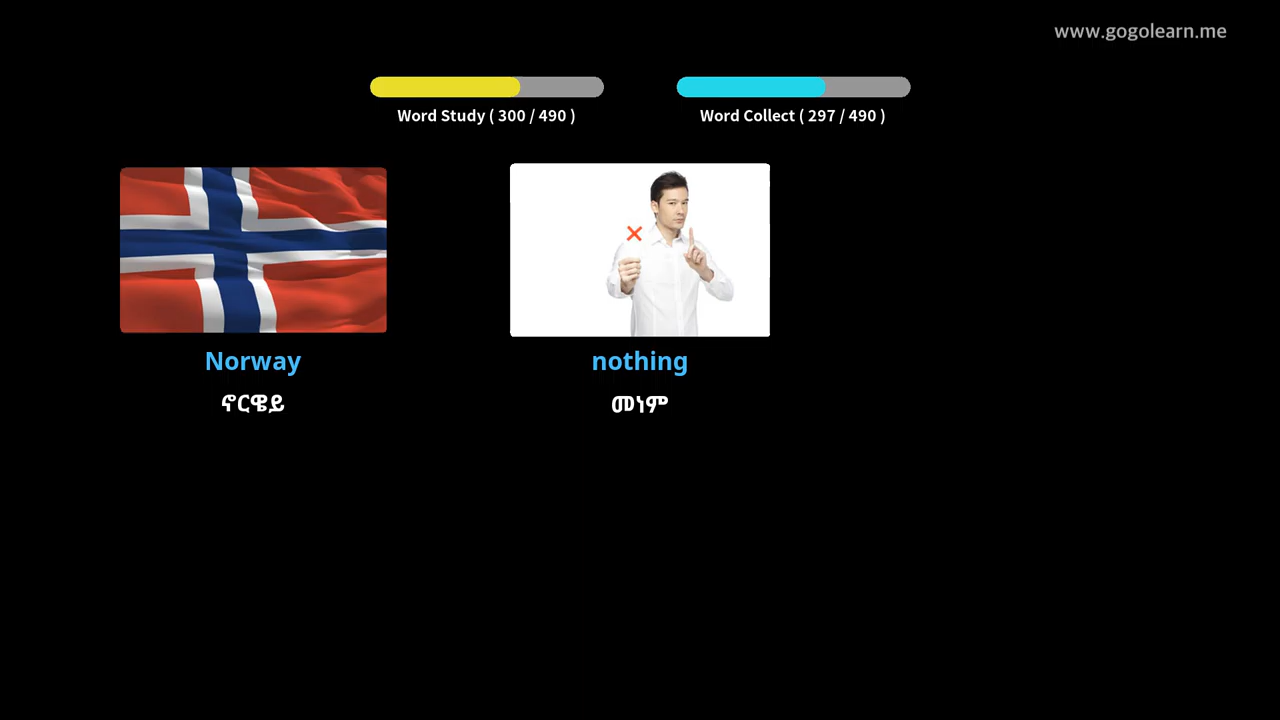 www.gogolearn.me
Word Study ( 300 / 490 )
Word Collect ( 297 / 490 )
Norway
nothing
ኖርዌይ
መነም